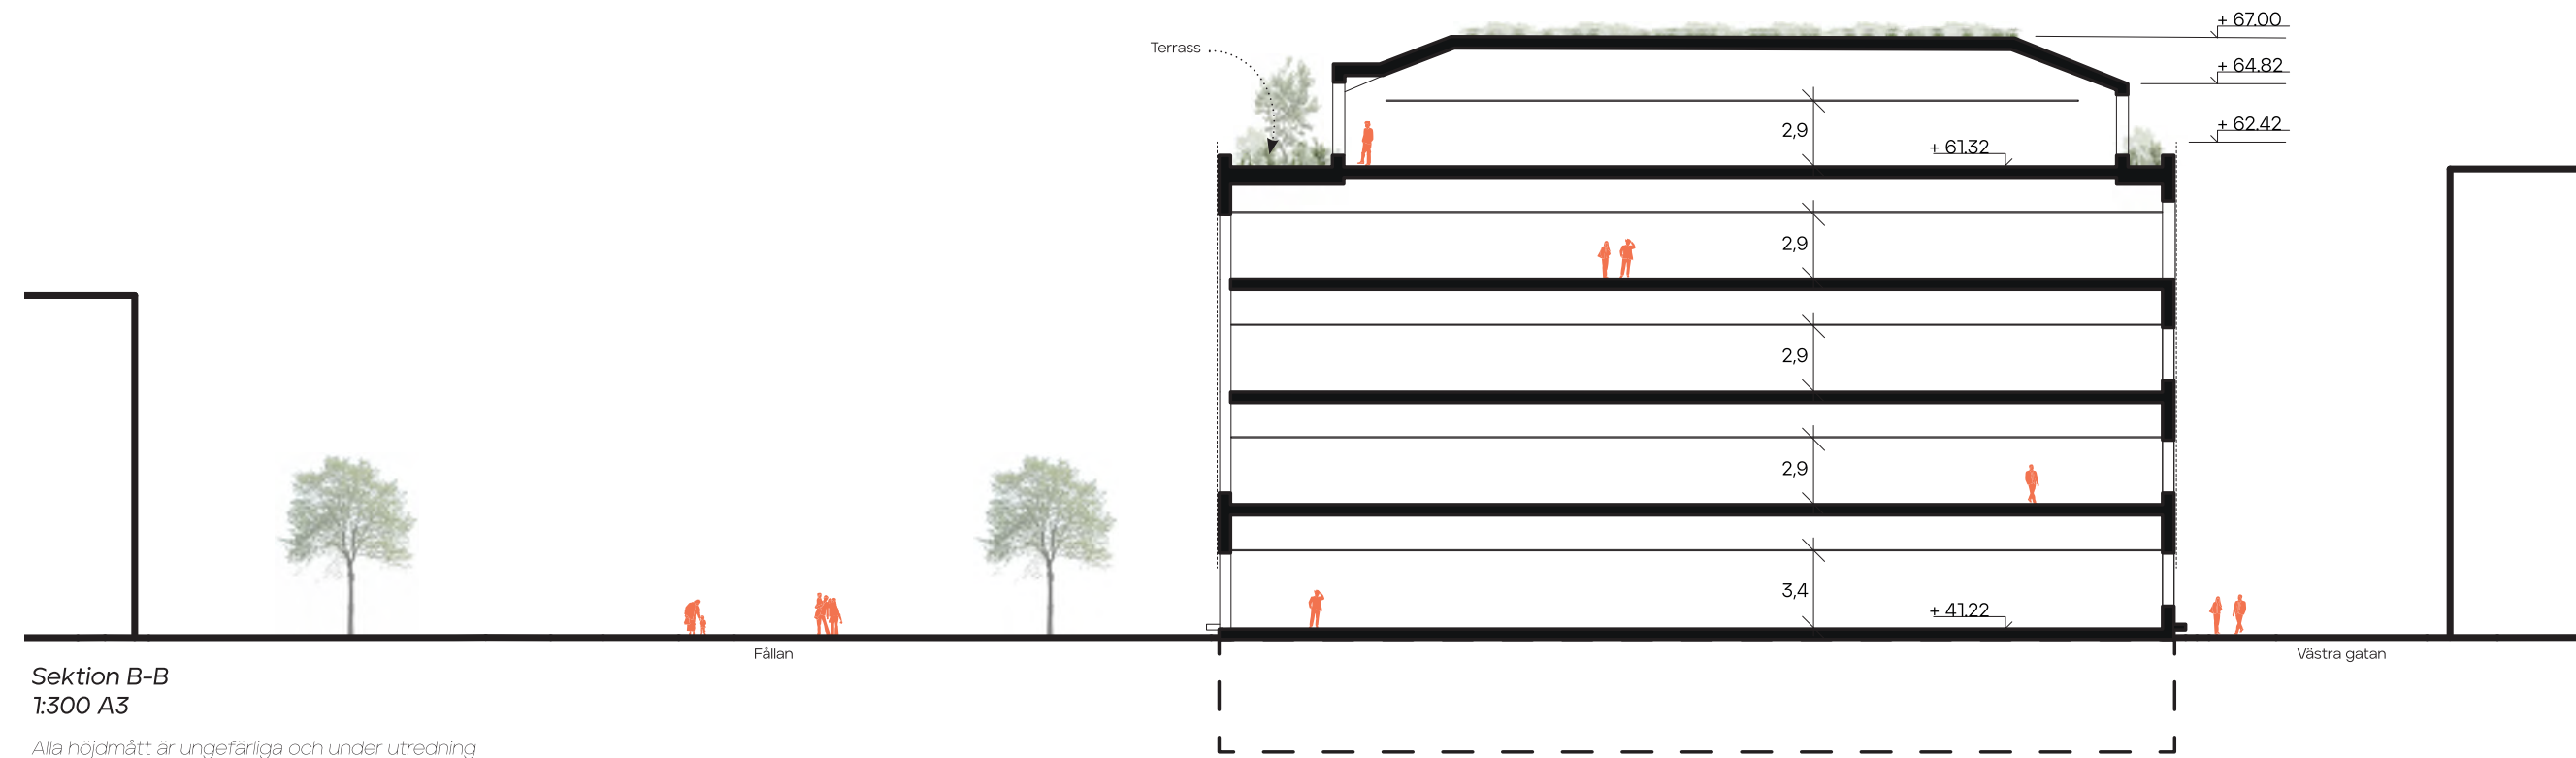 + 67.00
Terrass
+ 64.82
+ 62.42
2,9
+ 61.32
2,9
2,9
2,9
3,4
+ 41.22
Fållan
Västra gatan
Sektion B-B
1:300 A3
Alla höjdmått är ungefärliga och under utredning